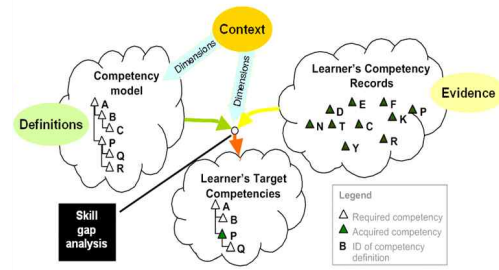 Context
Dimensions
Dimensions
Competency
model
A
B
C
P
Q
R
Definitions
Learner's Competency
Records
D
E
F
K
P
N
T
C
Y
R
Evidence
Learner's Target
Competencies
A
B
P
Q
Skill
gap
analysis
Legend
Required competency
Acquired competency
B ID of competency
definition